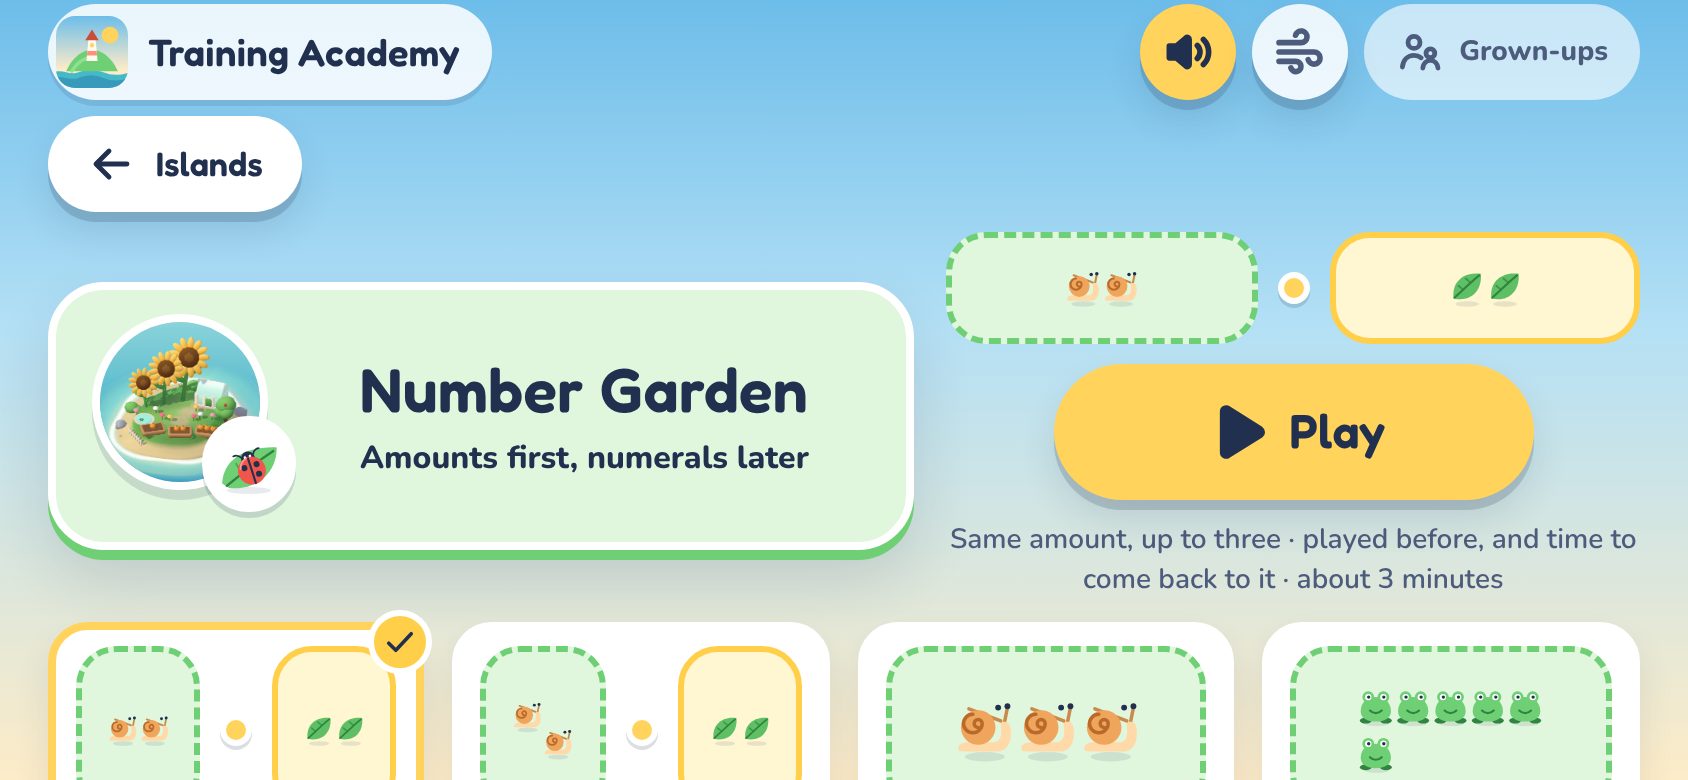 Training Academy
Grown-ups
Islands
Number Garden
Amounts first, numerals later
Play
Same amount, up to three · played before, and time to
come back to it · about 3 minutes